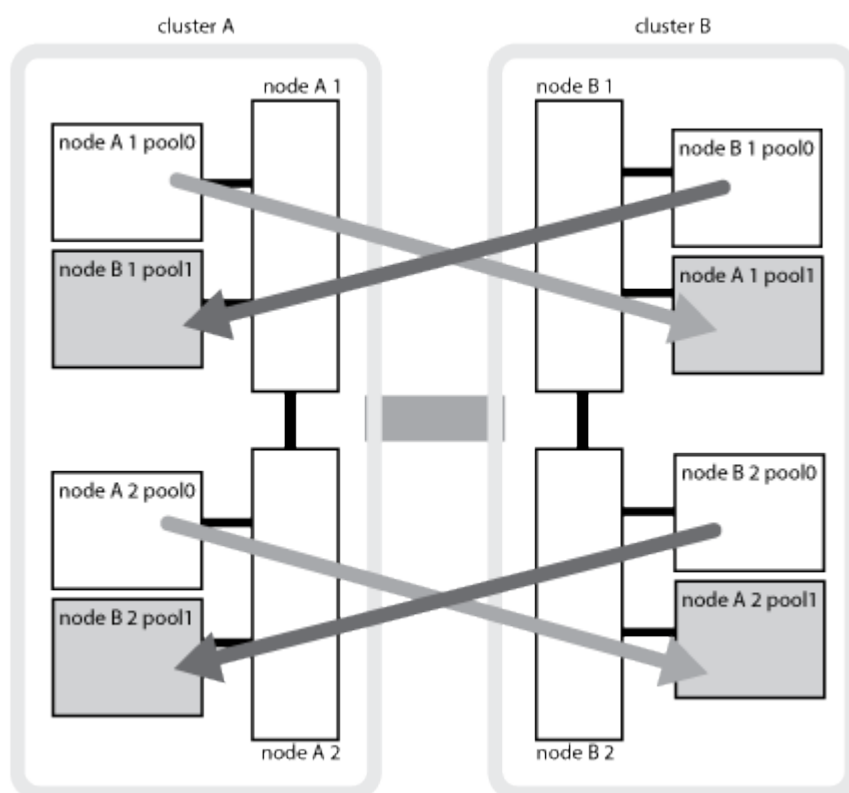 cluster A
cluster B
node A 1
node B 1
node A 1 pool0
node B 1 pool0
node B 1 pool1
node A 1 pool1
node A 2 pool0
node B 2 pool0
node B 2 pool1
node A 2 pool1
node A 2
node B 2